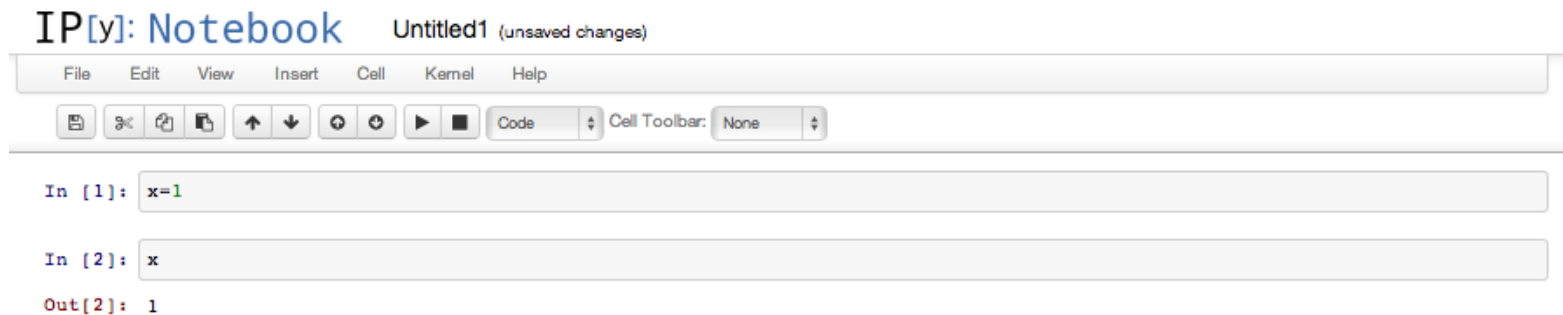 IP[y]: Notebook Untitled1 (unsaved changes)
File Edit View Insert Cell Kernel Help
Code Cell Toolbar: None
In [1]: x=1
In [2]: x
Out[2]: 1